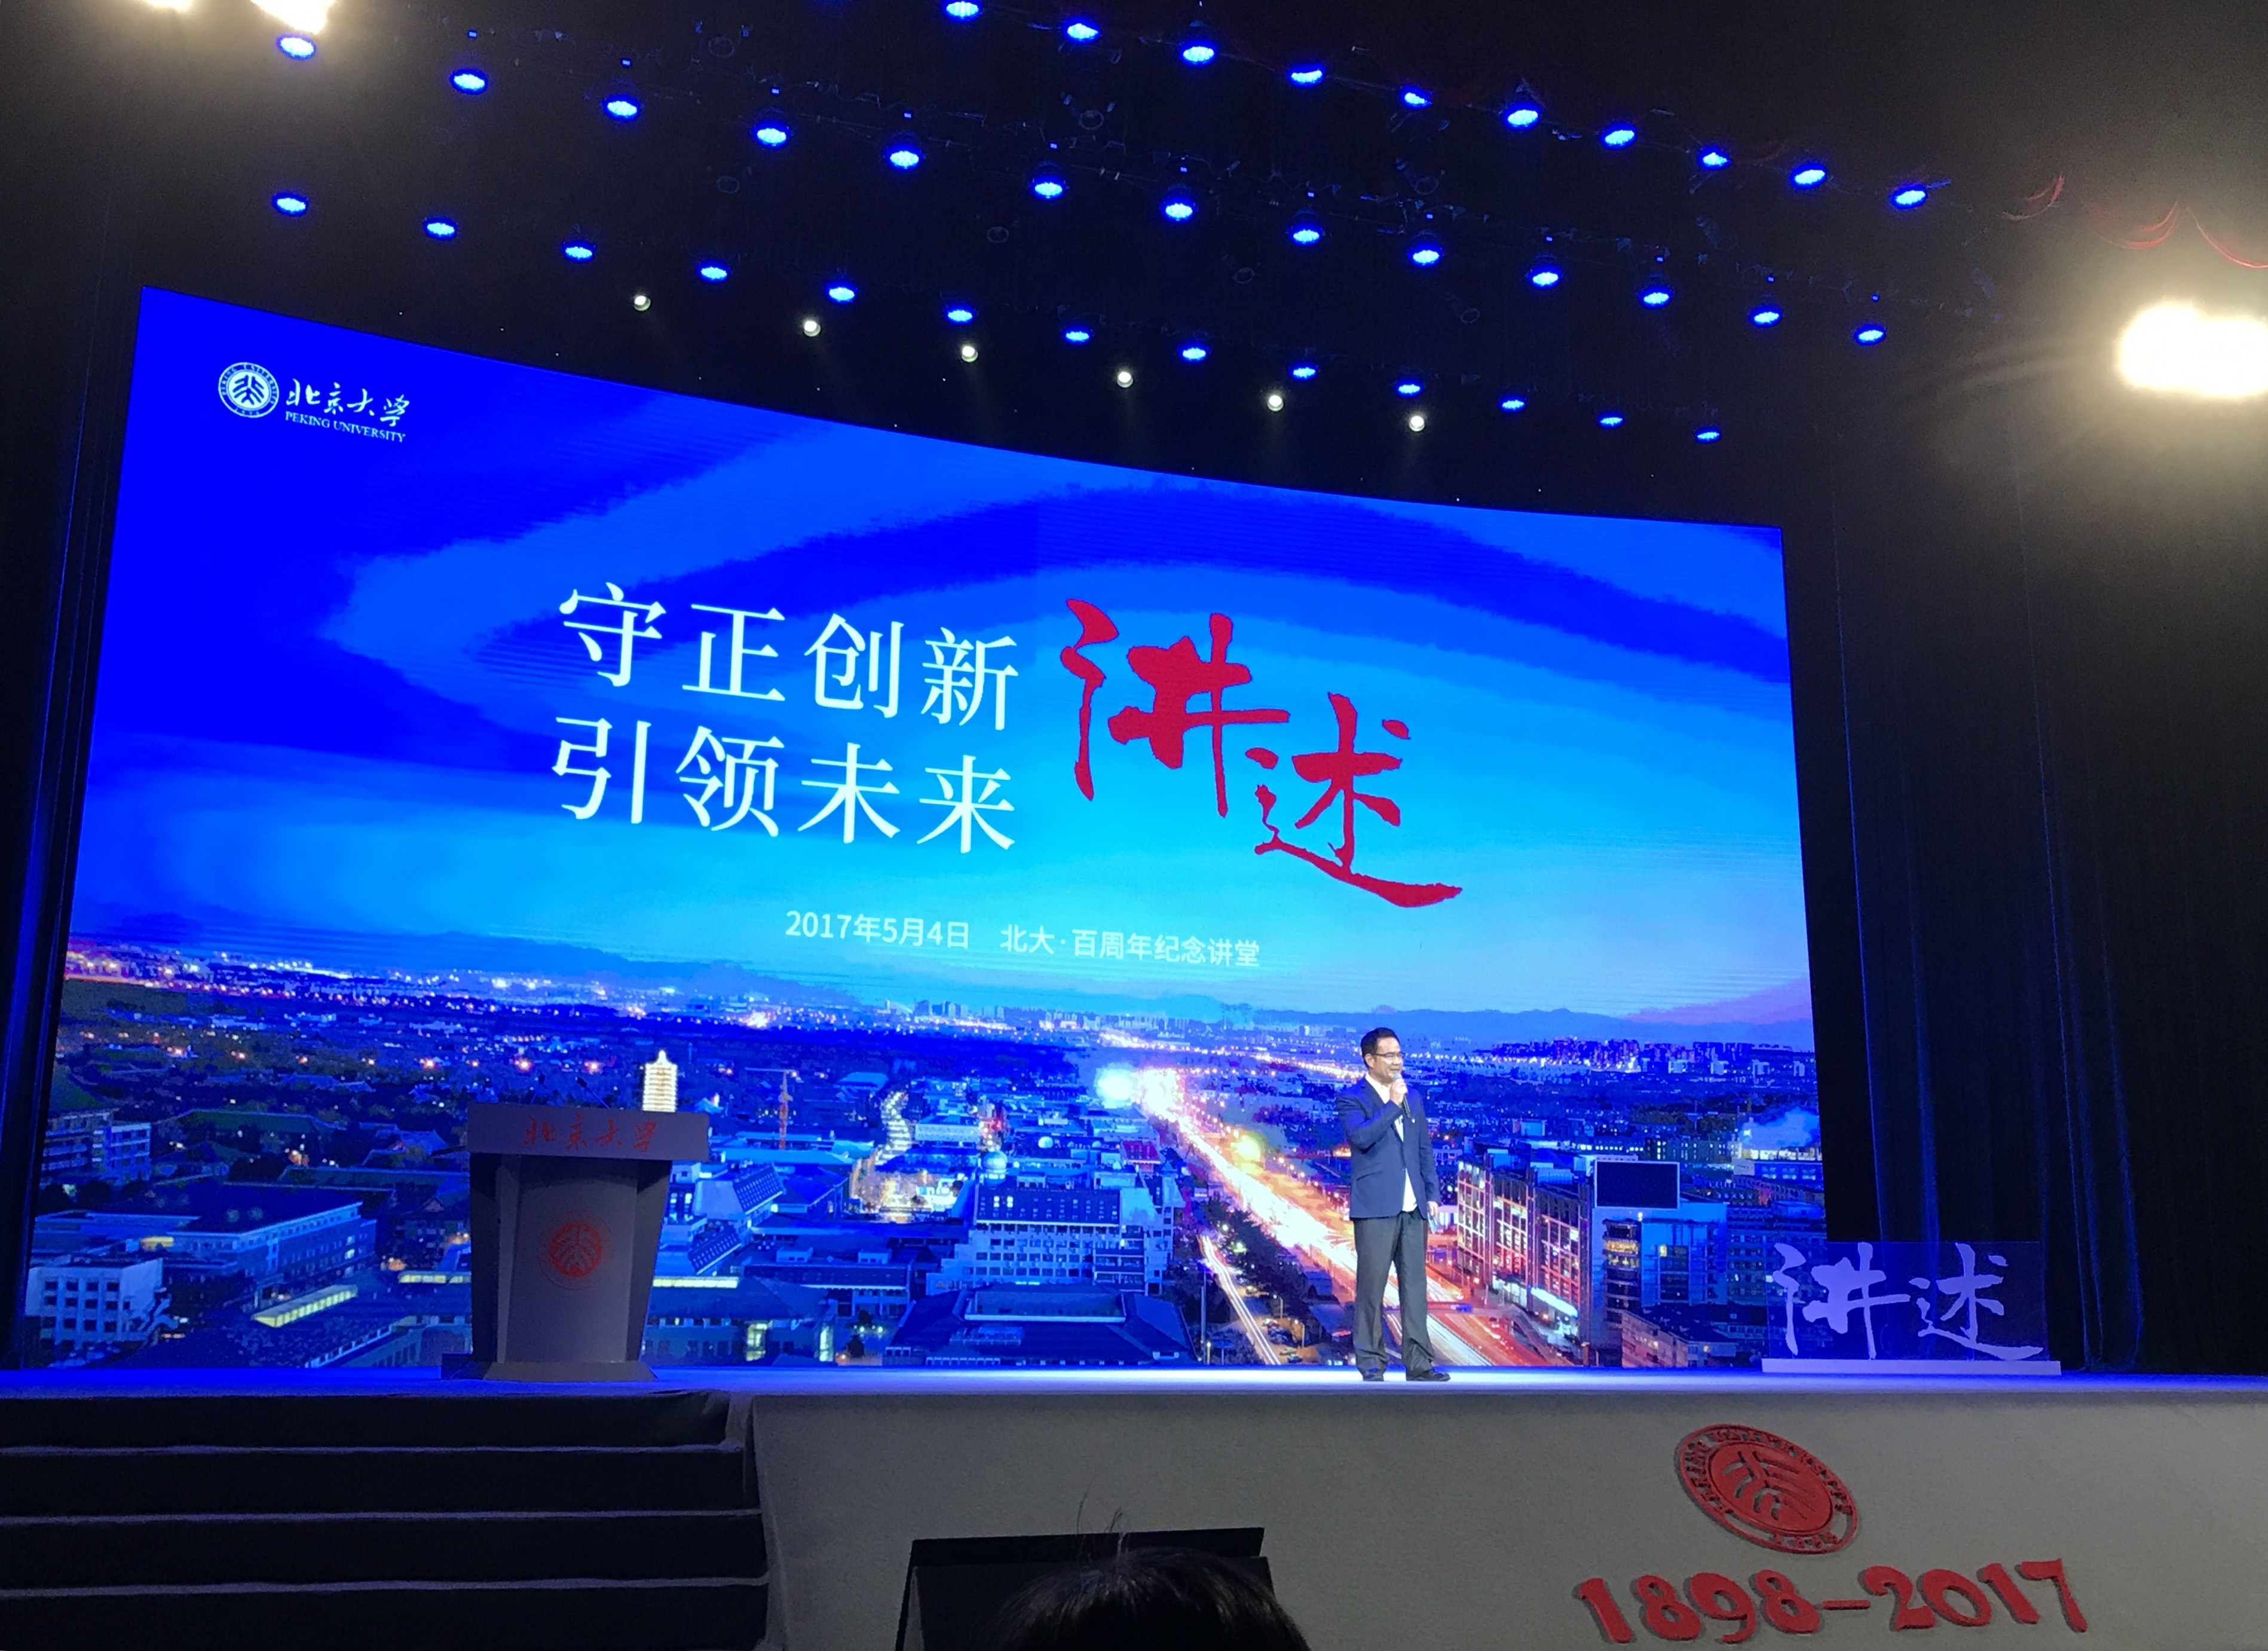 北京大学
PEKING UNIVERSITY
守正创新
引领未来
讲述
2017年5月4日 北大·百周年纪念讲堂
北京大学
讲述
1898-2017